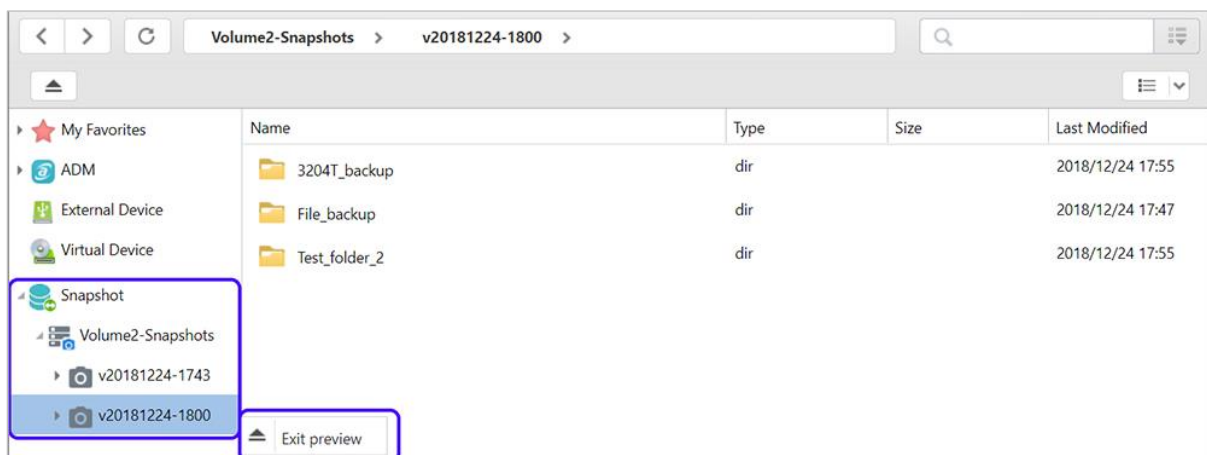 Volume2-Snapshots > v20181224-1800 >
My Favorites
ADM
External Device
Virtual Device
Snapshot
Volume2-Snapshots
v20181224-1743
v20181224-1800
Name Type Size Last Modified
3204T_backup dir 2018/12/24 17:55
File_backup dir 2018/12/24 17:47
Test_folder_2 dir 2018/12/24 17:55
Exit preview